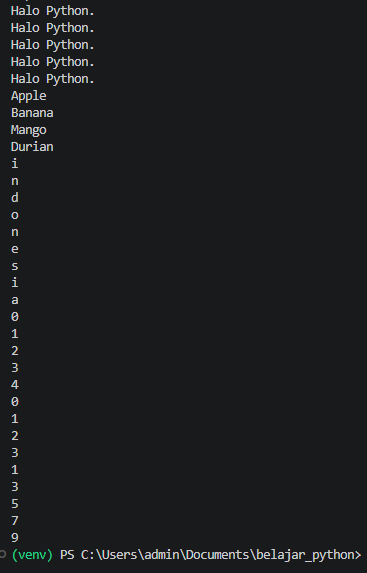 Halo Python.
Halo Python.
Halo Python.
Halo Python.
Halo Python.
Apple
Banana
Mango
Durian
i
n
d
o
n
e
s
i
a
0
1
2
3
4
0
1
2
3
1
3
5
7
9
(venv) PS C:\Users\admin\Documents\belajar_python>